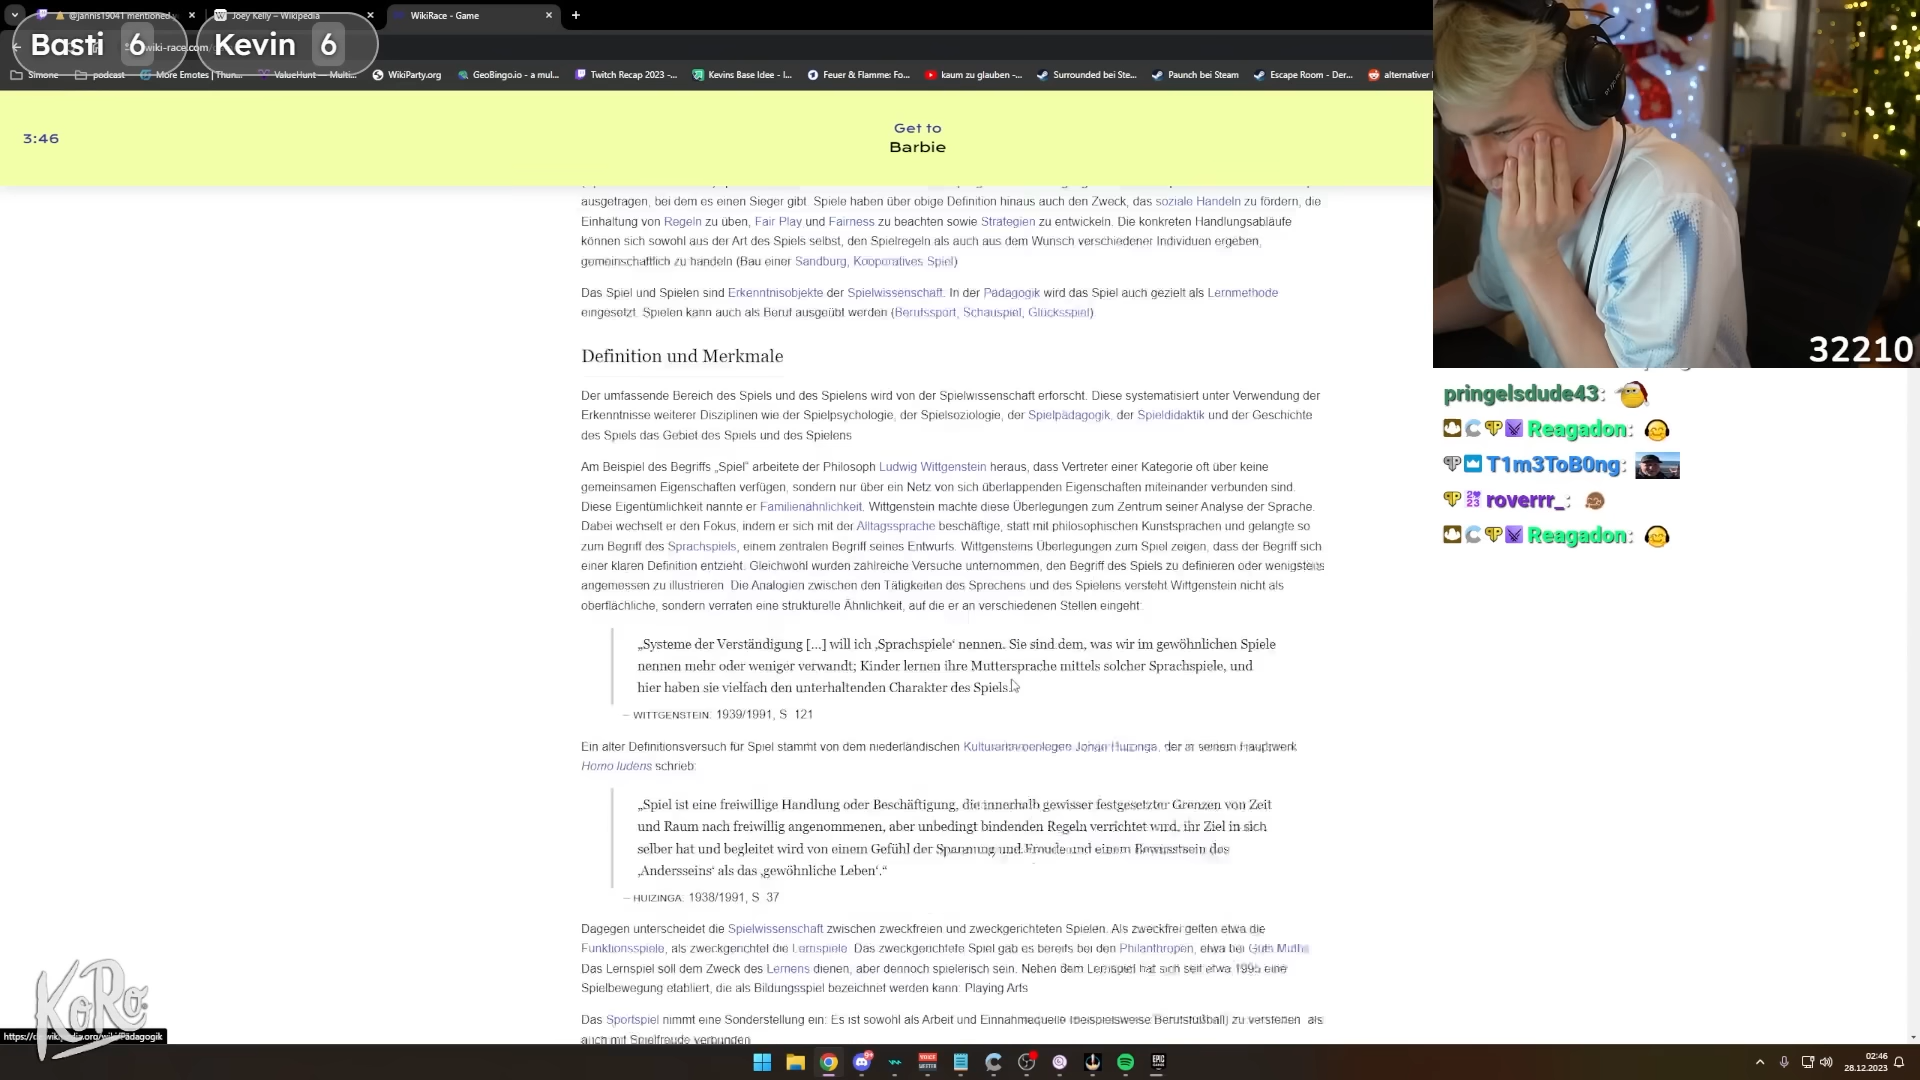 @jannis19041 mentioned
Joey Kelly – Wikipedia
WikiRace - Game
Basti 6
Kevin 6
wiki-race.com/
Simone
podcast
More Emotes | Thun...
ValueHunt — Multi...
WikiParty.org
GeoBingo.io - a mul...
Twitch Recap 2023 -...
Kevins Base Idee - I...
Feuer & Flamme: Fo...
kaum zu glauben -...
Surrounded bei Ste...
Paunch bei Steam
Escape Room - Der...
alternativer
3:46
Get to
Barbie
ausgetragen, bei dem es einen Sieger gibt. Spiele haben über obige Definition hinaus auch den Zweck, das soziale Handeln zu fördern, die
Einhaltung von Regeln zu üben, Fair Play und Fairness zu beachten sowie Strategien zu entwickeln. Die konkreten Handlungsabläufe
können sich sowohl aus der Art des Spiels selbst, den Spielregeln als auch aus dem Wunsch verschiedener Individuen ergeben,
gemeinschaftlich zu handeln (Bau einer Sandburg, Kooperatives Spiel)
Das Spiel und Spielen sind Erkenntnisobjekte der Spielwissenschaft. In der Pädagogik wird das Spiel auch gezielt als Lernmethode
eingesetzt. Spielen kann auch als Beruf ausgeübt werden (Berufssport, Schauspiel, Glücksspiel)
Definition und Merkmale
Der umfassende Bereich des Spiels und des Spielens wird von der Spielwissenschaft erforscht. Diese systematisiert unter Verwendung der
Erkenntnisse weiterer Disziplinen wie der Spielpsychologie, der Spielsoziologie, der Spielpädagogik, der Spieldidaktik und der Geschichte
des Spiels das Gebiet des Spiels und des Spielens
Am Beispiel des Begriffs „Spiel“ arbeitete der Philosoph Ludwig Wittgenstein heraus, dass Vertreter einer Kategorie oft über keine
gemeinsamen Eigenschaften verfügen, sondern nur über ein Netz von sich überlappenden Eigenschaften miteinander verbunden sind.
Diese Eigentümlichkeit nannte er Familienähnlichkeit. Wittgenstein machte diese Überlegungen zum Zentrum seiner Analyse der Sprache.
Dabei wechselt er den Fokus, indem er sich mit der Alltagssprache beschäftige, statt mit philosophischen Kunstsprachen und gelangte so
zum Begriff des Sprachspiels, einem zentralen Begriff seines Entwurfs. Wittgensteins Überlegungen zum Spiel zeigen, dass der Begriff sich
einer klaren Definition entzieht. Gleichwohl wurden zahlreiche Versuche unternommen, den Begriff des Spiels zu definieren oder wenigstens
angemessen zu illustrieren. Die Analogien zwischen den Tätigkeiten des Sprechens und des Spielens versteht Wittgenstein nicht als
oberflächliche, sondern verraten eine strukturelle Ähnlichkeit, auf die er an verschiedenen Stellen eingeht:
„Systeme der Verständigung [...] will ich ‚Sprachspiele‘ nennen. Sie sind dem, was wir im gewöhnlichen Spiele
nennen mehr oder weniger verwandt; Kinder lernen ihre Muttersprache mittels solcher Sprachspiele, und
hier haben sie vielfach den unterhaltenden Charakter des Spiels.
– WITTGENSTEIN: 1939/1991, S. 121
Ein alter Definitionsversuch für Spiel stammt von dem niederländischen Kulturanthropologen Johan Huizinga, der in seinem Hauptwerk
Homo ludens schrieb:
„Spiel ist eine freiwillige Handlung oder Beschäftigung, die innerhalb gewisser festgesetzter Grenzen von Zeit
und Raum nach freiwillig angenommenen, aber unbedingt bindenden Regeln verrichtet wird, ihr Ziel in sich
selber hat und begleitet wird von einem Gefühl der Spannung und Freude und einem Bewusstsein des
‚Andersseins‘ als das ‚gewöhnliche Leben‘.“
– HUIZINGA: 1938/1991, S. 37
Dagegen unterscheidet die Spielwissenschaft zwischen zweckfreien und zweckgerichteten Spielen. Als zweckfrei gelten etwa die
Funktionsspiele, als zweckgerichtet die Lernspiele. Das zweckgerichtete Spiel gab es bereits bei den Philanthropen, etwa bei Guts Muths
Das Lernspiel soll dem Zweck des Lernens dienen, aber dennoch spielerisch sein. Neben dem Lernspiel hat sich seit etwa 1995 eine
Spielbewegung etabliert, die als Bildungsspiel bezeichnet werden kann: Playing Arts
Das Sportspiel nimmt eine Sonderstellung ein: Es ist sowohl als Arbeit und Einnahmequelle (beispielsweise Berufsfußball) zu verstehen als
auch mit Spielfreude verbunden
32210
pringelsdude43:
Reagadon:
T1m3ToB0ng:
roverrr_:
Reagadon:
KoRo.
02:46
28.12.2023